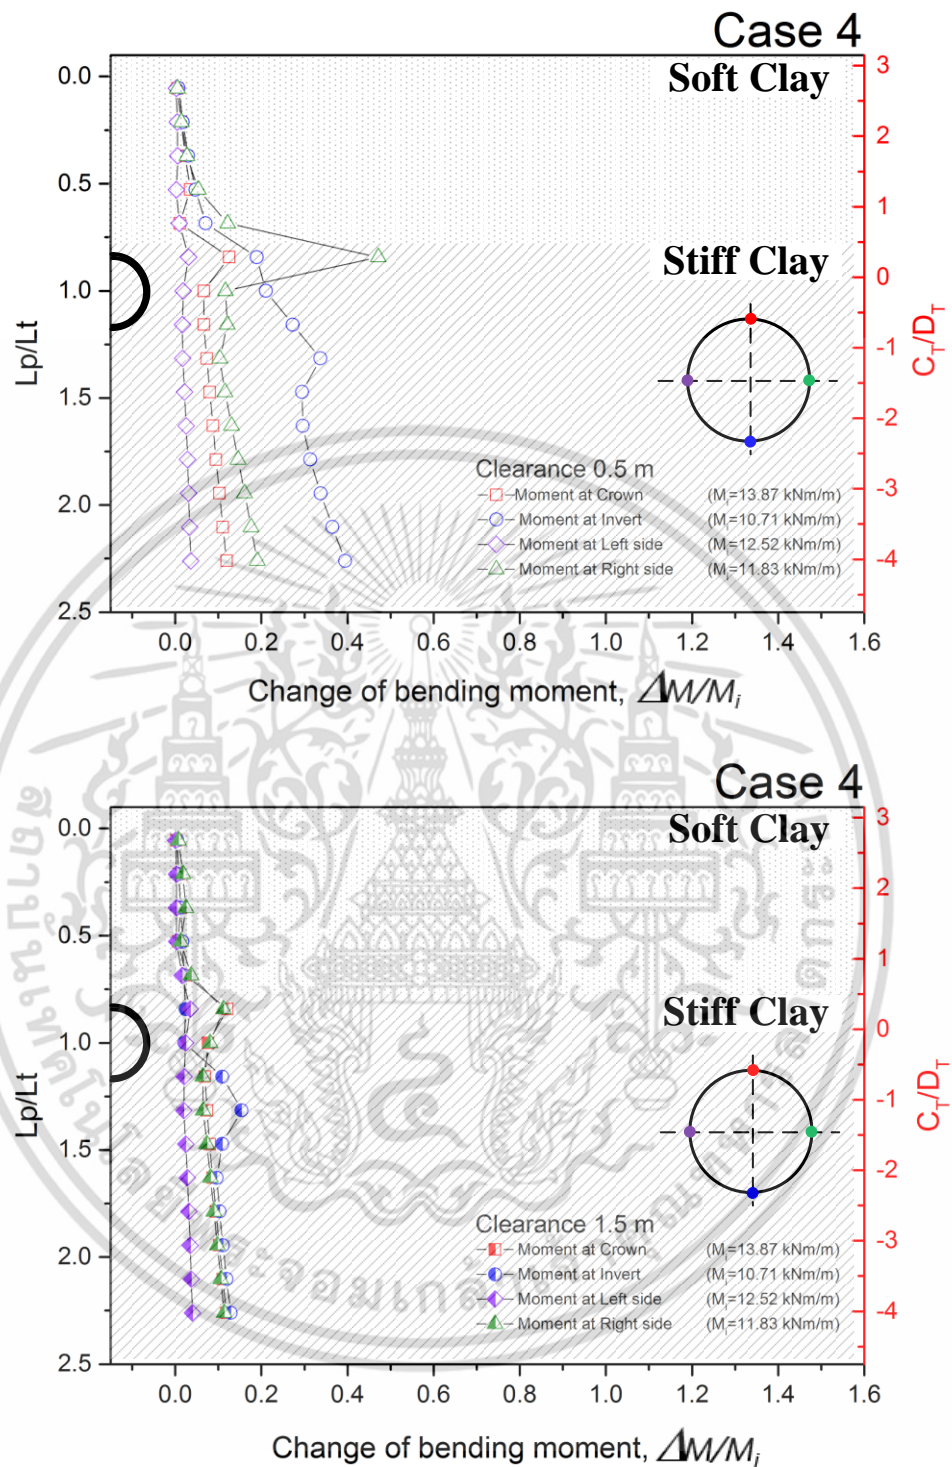 Case 4
Soft Clay
0.0
0.5
1.0
1.5
2.0
2.5
Lp/Lt
3
2
1
0
-1
-2
-3
-4
C_T/D_T
Stiff Clay
Clearance 0.5 m
Moment at Crown (M_i=13.87 kNm/m)
Moment at Invert (M_i=10.71 kNm/m)
Moment at Left side (M_i=12.52 kNm/m)
Moment at Right side (M_i=11.83 kNm/m)
0.0 0.2 0.4 0.6 0.8 1.0 1.2 1.4 1.6
Change of bending moment, ΔM/M_i
Case 4
Soft Clay
0.0
0.5
1.0
1.5
2.0
2.5
Lp/Lt
3
2
1
0
-1
-2
-3
-4
C_T/D_T
Stiff Clay
Clearance 1.5 m
Moment at Crown (M_i=13.87 kNm/m)
Moment at Invert (M_i=10.71 kNm/m)
Moment at Left side (M_i=12.52 kNm/m)
Moment at Right side (M_i=11.83 kNm/m)
0.0 0.2 0.4 0.6 0.8 1.0 1.2 1.4 1.6
Change of bending moment, ΔM/M_i